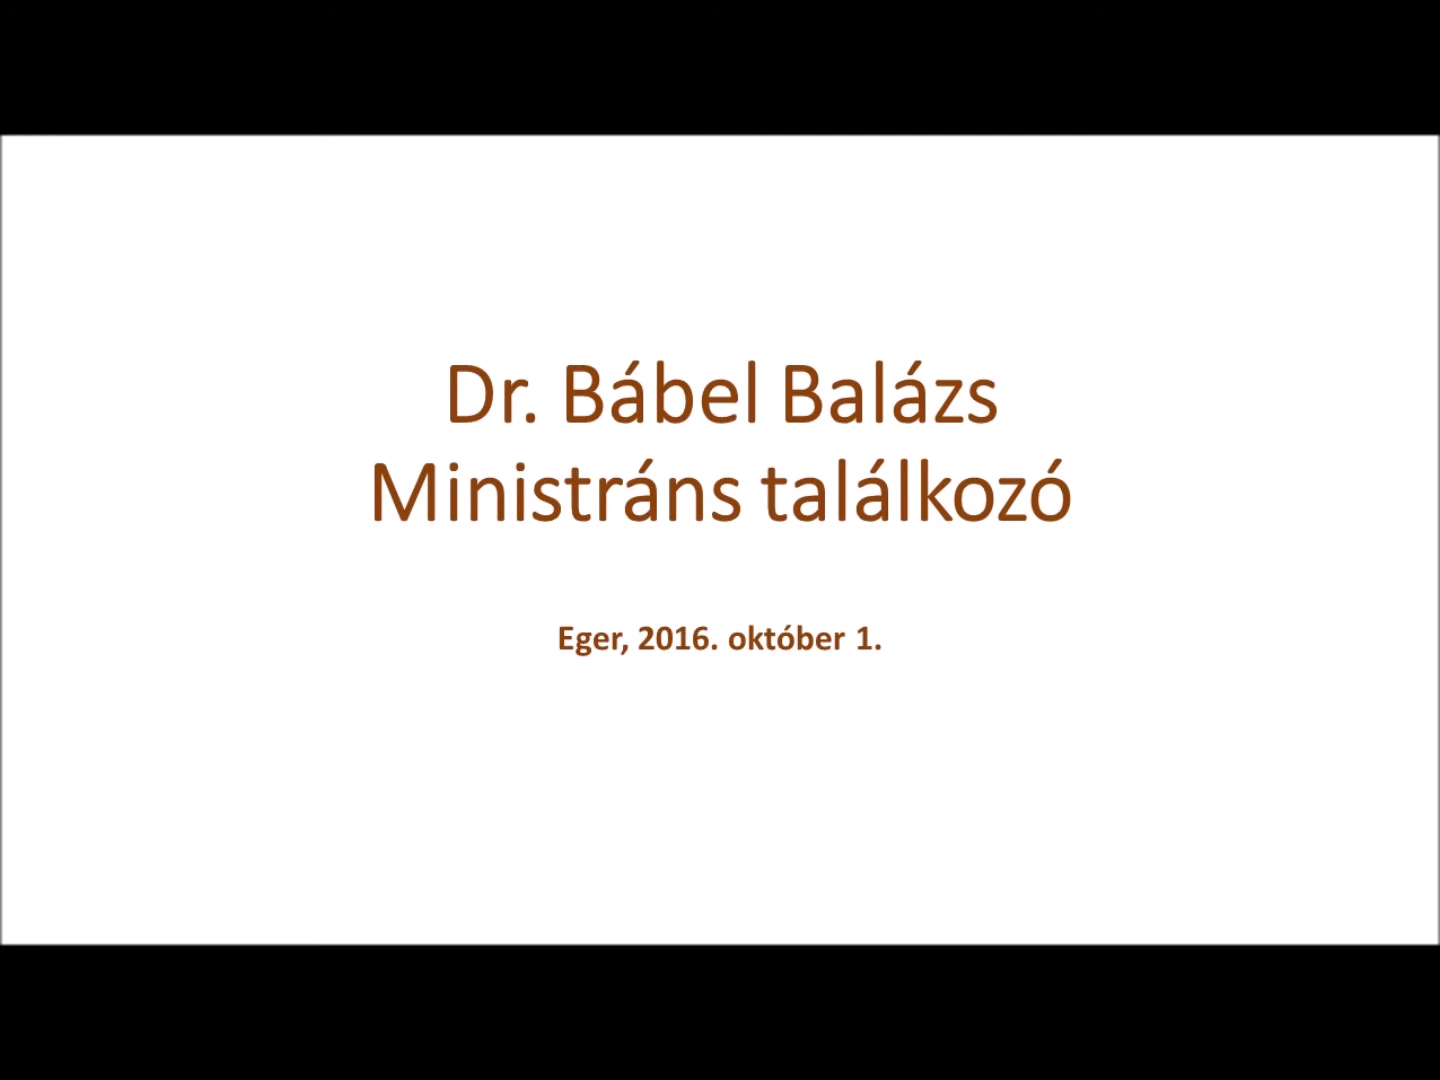 Dr. Bábel Balázs
Ministráns találkozó
Eger, 2016. október 1.